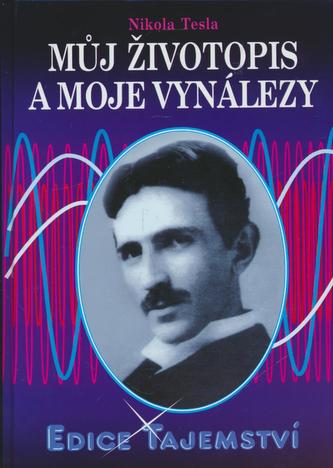 Nikola Tesla
MŮJ ŽIVOTOPIS
A MOJE VYNÁLEZY
EDICE TAJEMSTVÍ